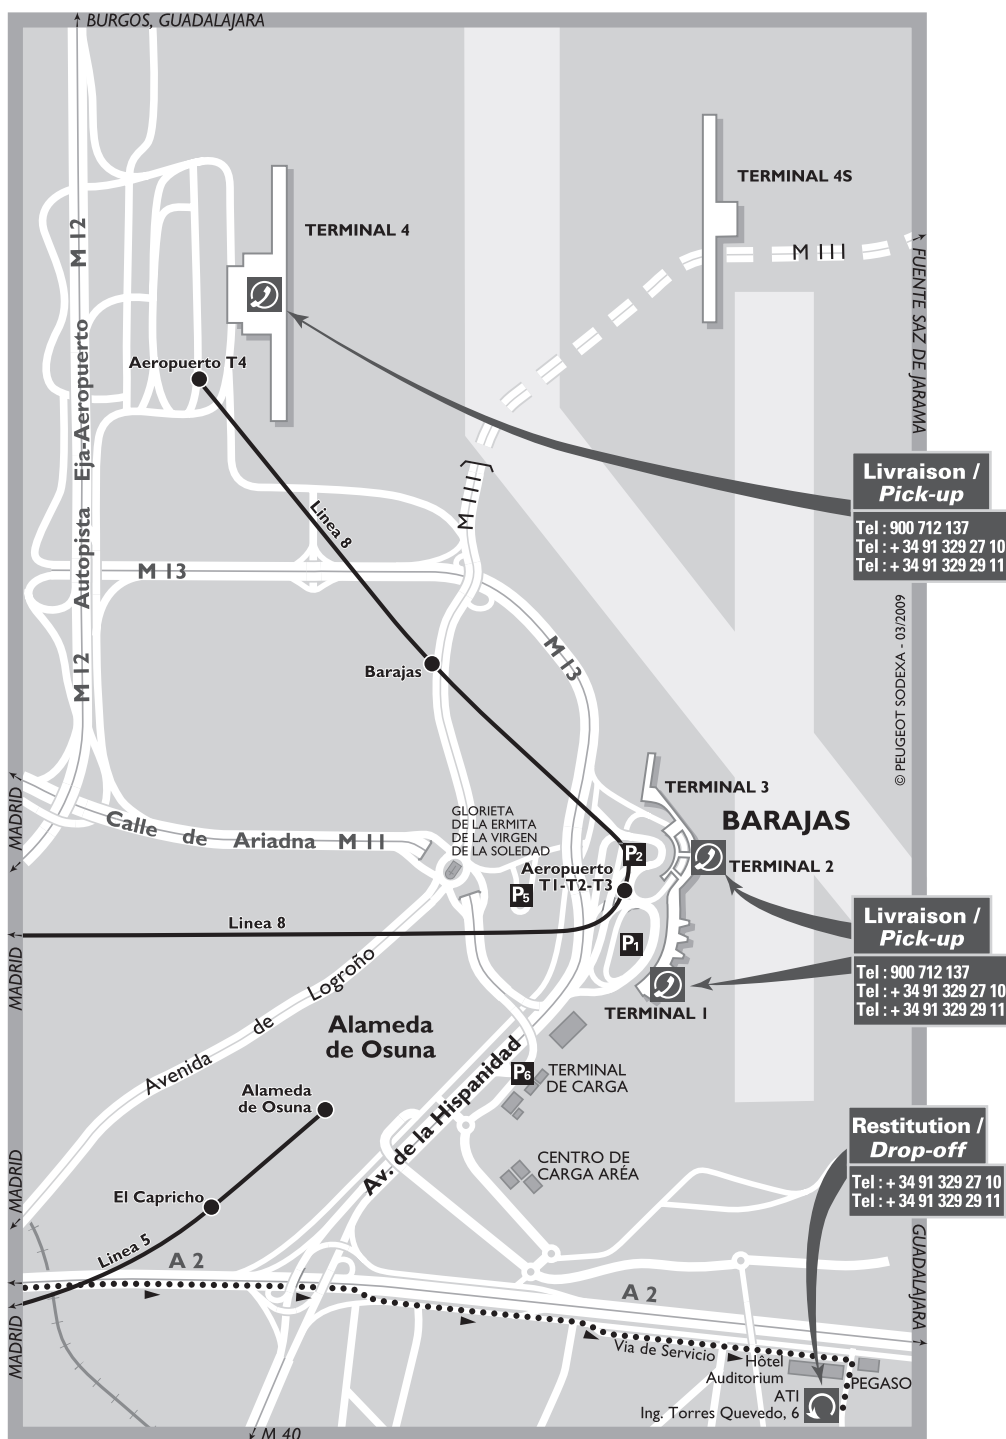 BURGOS, GUADALAJARA
TERMINAL 4S
TERMINAL 4
M 12
M 111
FUENTE SAZ DE JARAMA
Aeropuerto T4
Autopista Eja-Aeropuerto
Livraison /
Pick-up
Tel : 900 712 137
Tel : + 34 91 329 27 10
Tel : + 34 91 329 29 11
M 111
Linea 8
M 13
© PEUGEOT SODEXA - 03/2009
M 13
M 12
Barajas
TERMINAL 3
MADRID
Calle de Ariadna M 11
GLORIETA
DE LA ERMITA
DE LA VIRGEN
DE LA SOLEDAD
BARAJAS
P2
TERMINAL 2
Aeropuerto
T1-T2-T3
P5
Linea 8
Livraison /
Pick-up
Tel : 900 712 137
Tel : + 34 91 329 27 10
Tel : + 34 91 329 29 11
P1
MADRID
Avenida de Logroño
TERMINAL 1
Alameda
de Osuna
P6
TERMINAL
DE CARGA
Alameda
de Osuna
Av. de la Hispanidad
Restitution /
Drop-off
Tel : + 34 91 329 27 10
Tel : + 34 91 329 29 11
CENTRO DE
CARGA ARÉA
MADRID
El Capricho
Linea 5
A 2
GUADALAJARA
A 2
MADRID
Via de Servicio
Hôtel
Auditorium
PEGASO
ATI
Ing. Torres Quevedo, 6
M 40